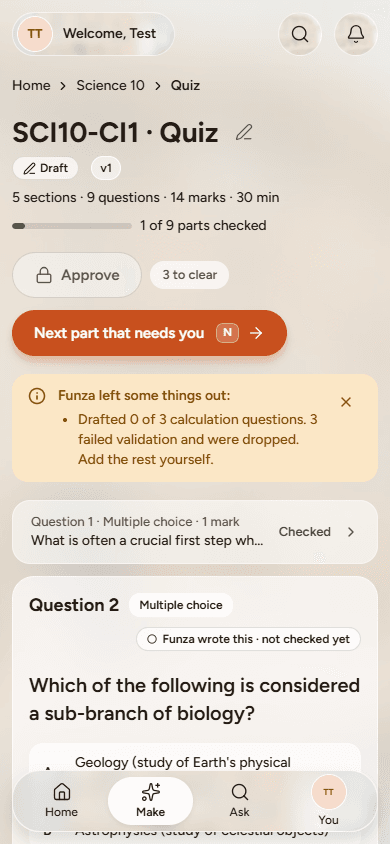 TT Welcome, Test
Home > Science 10 > Quiz
SCI10-CI1 · Quiz
Draft v1
5 sections · 9 questions · 14 marks · 30 min
1 of 9 parts checked
Approve 3 to clear
Next part that needs you N →
Funza left some things out:
• Drafted 0 of 3 calculation questions. 3
failed validation and were dropped.
Add the rest yourself.
Question 1 · Multiple choice · 1 mark
What is often a crucial first step wh...
Checked
Question 2 Multiple choice
Funza wrote this · not checked yet
Which of the following is considered
a sub-branch of biology?
Geology (study of Earth's physical
Astrophysics (study of celestial objects)
Home Make Ask TT You